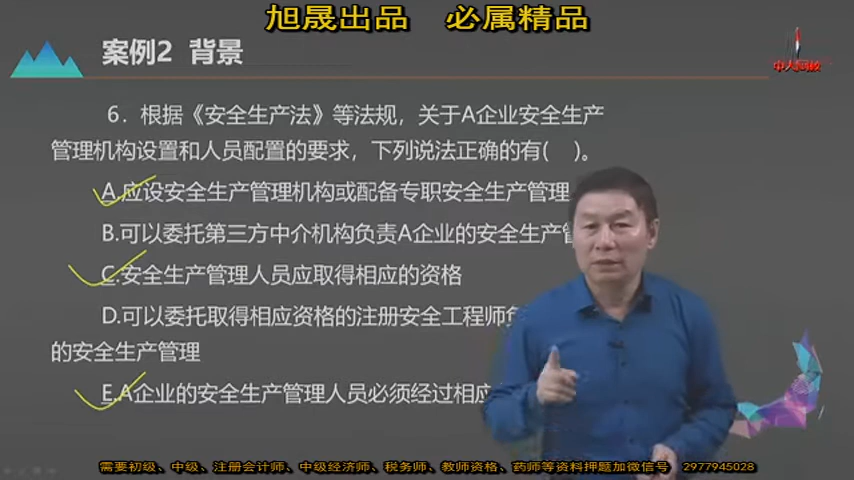 旭晟出品 必属精品
案例2 背景
中大网校
6．根据《安全生产法》等法规，关于A企业安全生产
管理机构设置和人员配置的要求，下列说法正确的有( )。
A.应设安全生产管理机构或配备专职安全生产管理
B.可以委托第三方中介机构负责A企业的安全生产管
C.安全生产管理人员应取得相应的资格
D.可以委托取得相应资格的注册安全工程师
的安全生产管理
E.A企业的安全生产管理人员必须经过相应
需要初级、中级、注册会计师、中级经济师、税务师、教师资格、药师等资料押题加微信号 2977945028